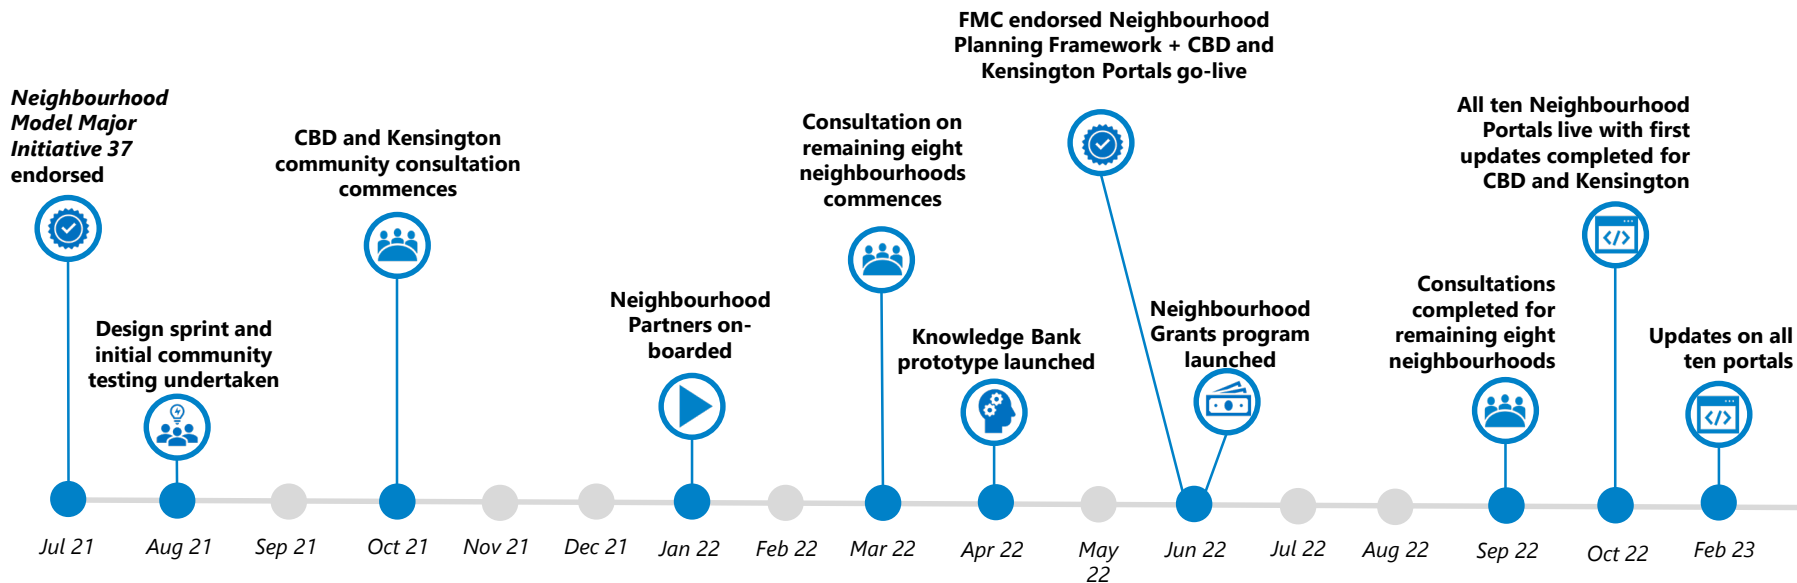 Neighbourhood
Model Major
Initiative 37
endorsed
Design sprint and
initial community
testing undertaken
CBD and Kensington
community consultation
commences
Neighbourhood
Partners on-
boarded
Consultation on
remaining eight
neighbourhoods
commences
Knowledge Bank
prototype launched
FMC endorsed Neighbourhood
Planning Framework + CBD and
Kensington Portals go-live
Neighbourhood
Grants program
launched
Consultations
completed for
remaining eight
neighbourhoods
All ten Neighbourhood
Portals live with first
updates completed for
CBD and Kensington
Updates on all
ten portals
</>
</>
Jul 21
Aug 21
Sep 21
Oct 21
Nov 21
Dec 21
Jan 22
Feb 22
Mar 22
Apr 22
May
22
Jun 22
Jul 22
Aug 22
Sep 22
Oct 22
Feb 23